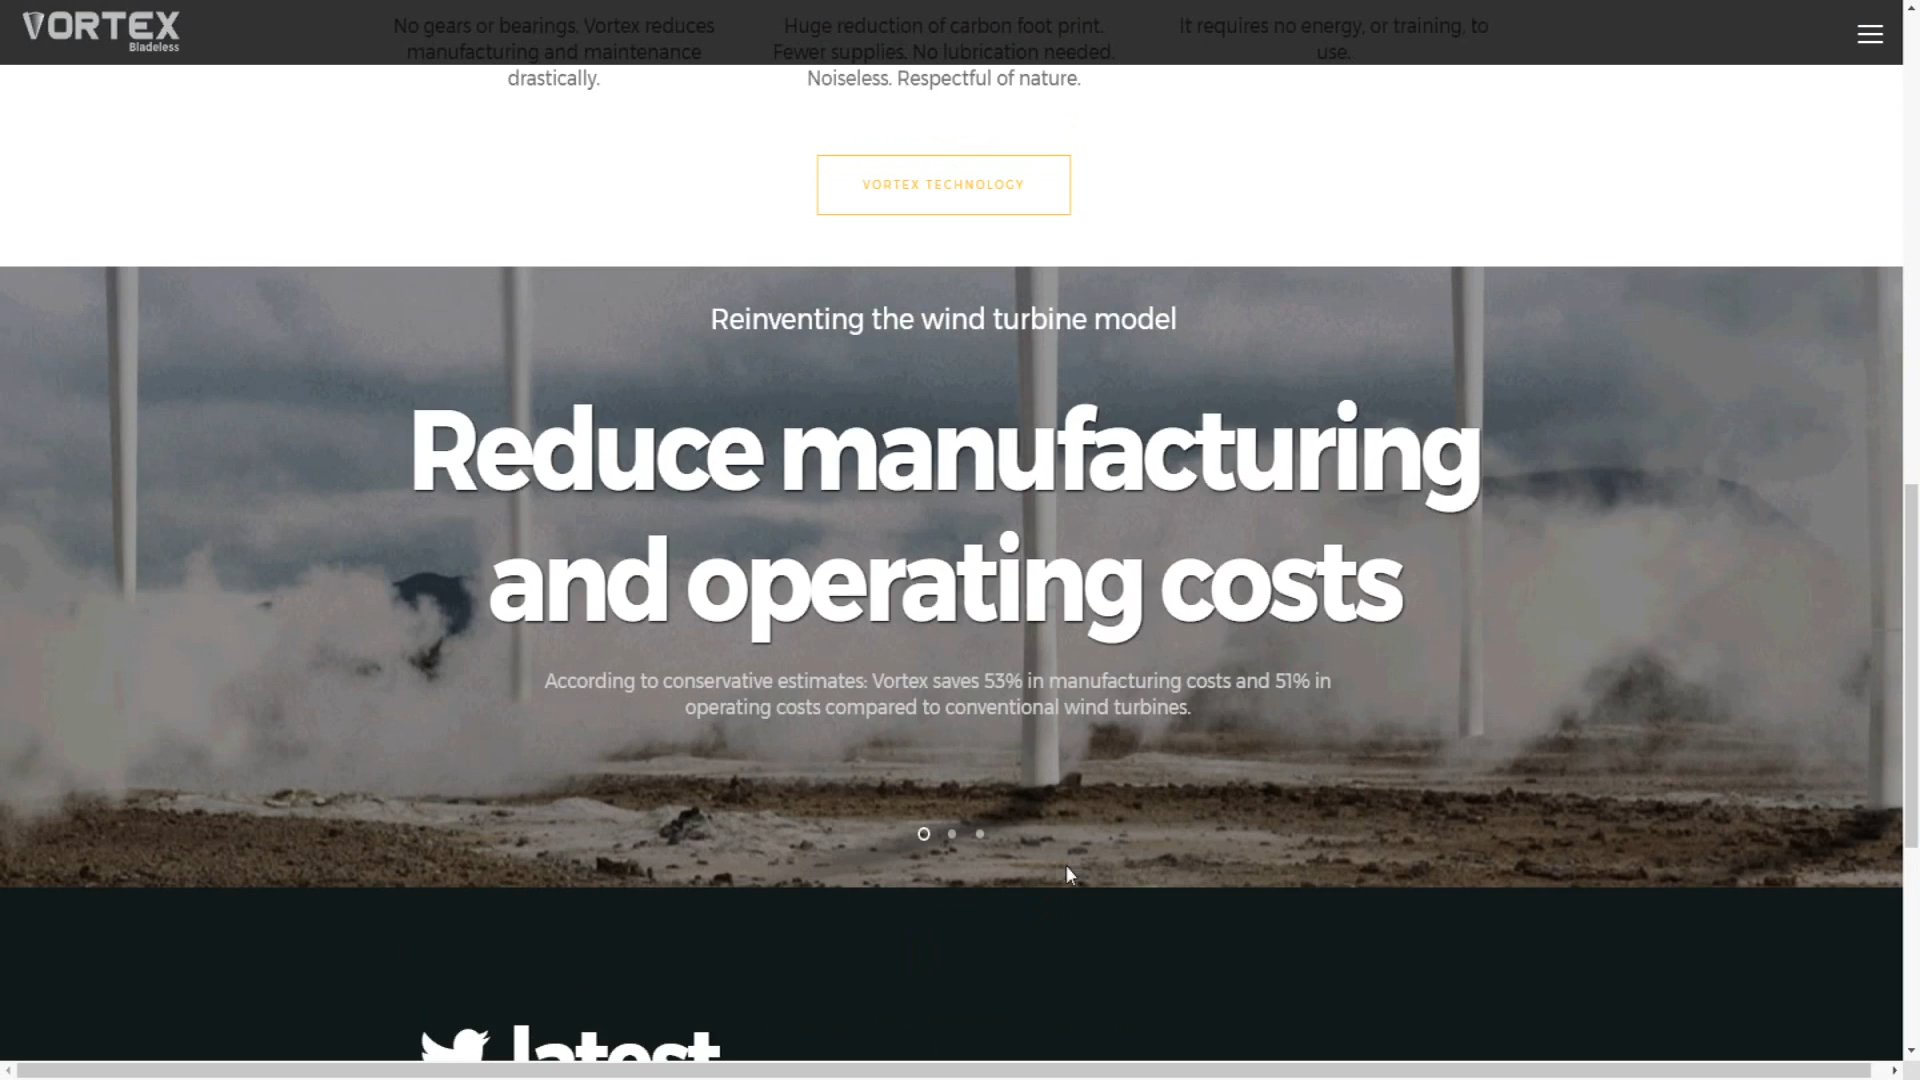 VORTEX
Bladeless
No gears or bearings. Vortex reduces
manufacturing and maintenance
drastically.
Huge reduction of carbon foot print.
Fewer supplies. No lubrication needed.
Noiseless. Respectful of nature.
It requires no energy, or training, to
use.
VORTEX TECHNOLOGY
Reinventing the wind turbine model
Reduce manufacturing
and operating costs
According to conservative estimates: Vortex saves 53% in manufacturing costs and 51% in
operating costs compared to conventional wind turbines.
latest